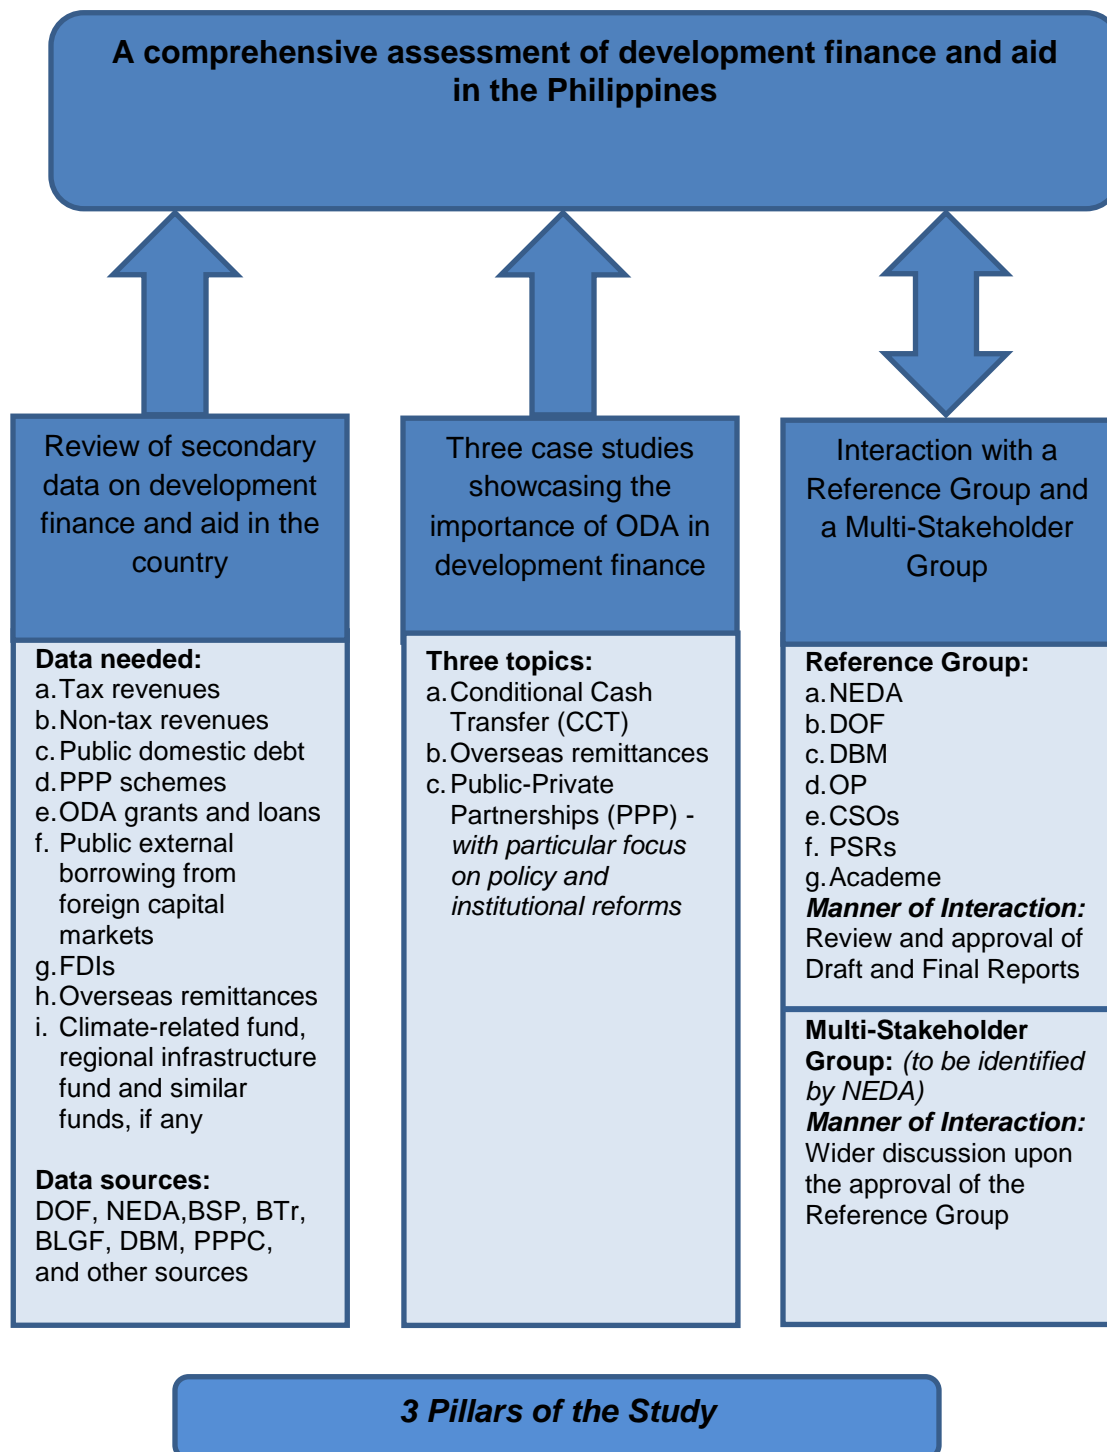 A comprehensive assessment of development finance and aid
in the Philippines
Review of secondary
data on development
finance and aid in the
country
Data needed:
a. Tax revenues
b. Non-tax revenues
c. Public domestic debt
d. PPP schemes
e. ODA grants and loans
f. Public external
borrowing from
foreign capital
markets
g. FDIs
h. Overseas remittances
i. Climate-related fund,
regional infrastructure
fund and similar
funds, if any
Data sources:
DOF, NEDA,BSP, BTr,
BLGF, DBM, PPPC,
and other sources
Three case studies
showcasing the
importance of ODA in
development finance
Three topics:
a. Conditional Cash
Transfer (CCT)
b. Overseas remittances
c. Public-Private
Partnerships (PPP) -
with particular focus
on policy and
institutional reforms
Interaction with a
Reference Group and
a Multi-Stakeholder
Group
Reference Group:
a. NEDA
b. DOF
c. DBM
d. OP
e. CSOs
f. PSRs
g. Academe
Manner of Interaction:
Review and approval of
Draft and Final Reports
Multi-Stakeholder
Group: (to be identified
by NEDA)
Manner of Interaction:
Wider discussion upon
the approval of the
Reference Group
3 Pillars of the Study